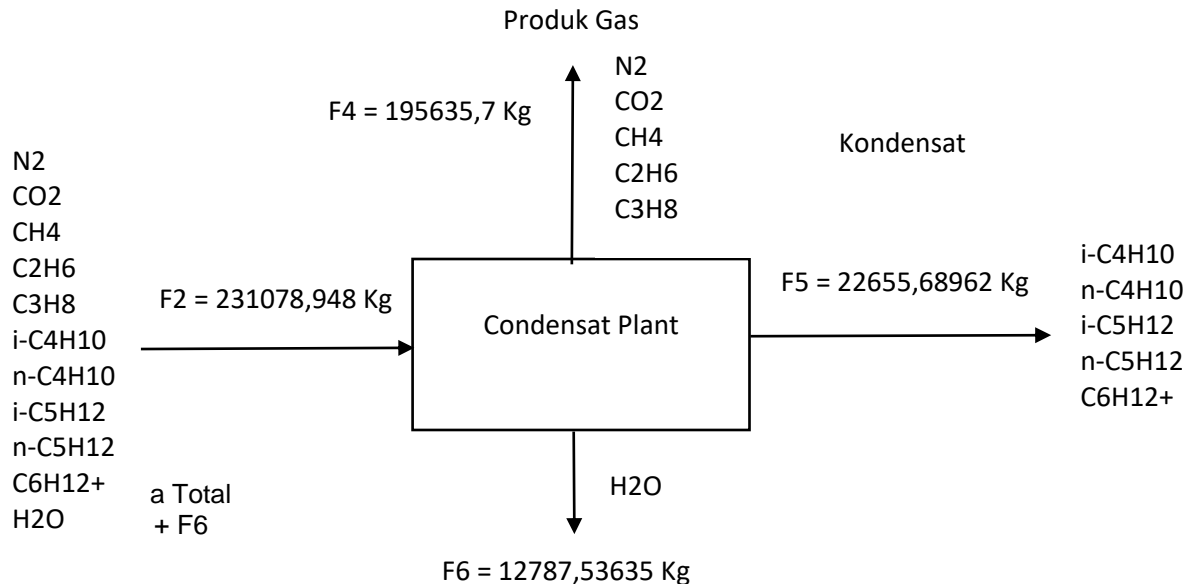 Produk Gas
N2
CO2
CH4
C2H6
C3H8
F4 = 195635,7 Kg
Kondensat
N2
CO2
CH4
C2H6
C3H8
i-C4H10
n-C4H10
i-C5H12
n-C5H12
C6H12+
H2O
F2 = 231078,948 Kg
Condensat Plant
F5 = 22655,68962 Kg
i-C4H10
n-C4H10
i-C5H12
n-C5H12
C6H12+
a Total
+ F6
H2O
F6 = 12787,53635 Kg